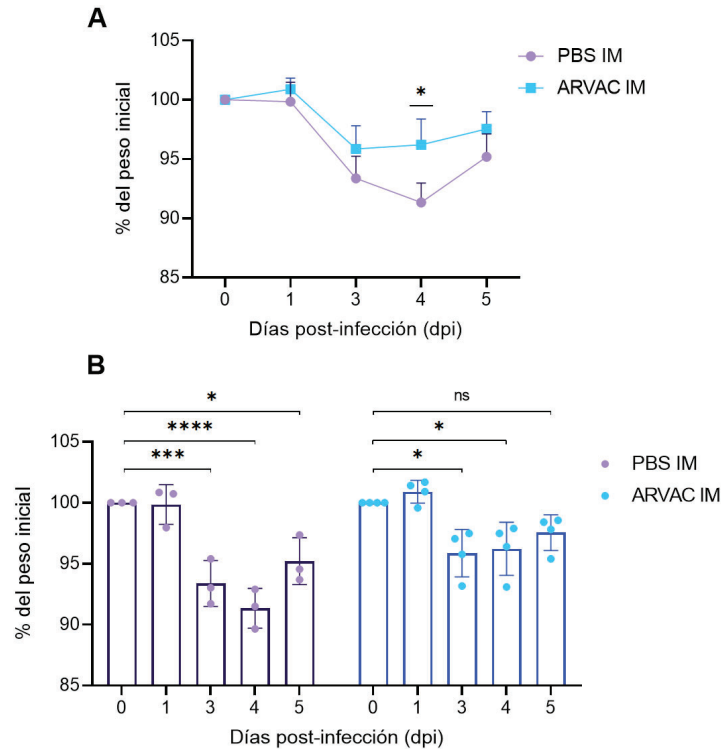 A
105
100
95
90
85
% del peso inicial
*
0 1 3 4 5
Días post-infección (dpi)
PBS IM
ARVAC IM
B
*
****
***
ns
*
*
105
100
95
90
85
% del peso inicial
0 1 3 4 5 0 1 3 4 5
Días post-infección (dpi)
PBS IM
ARVAC IM